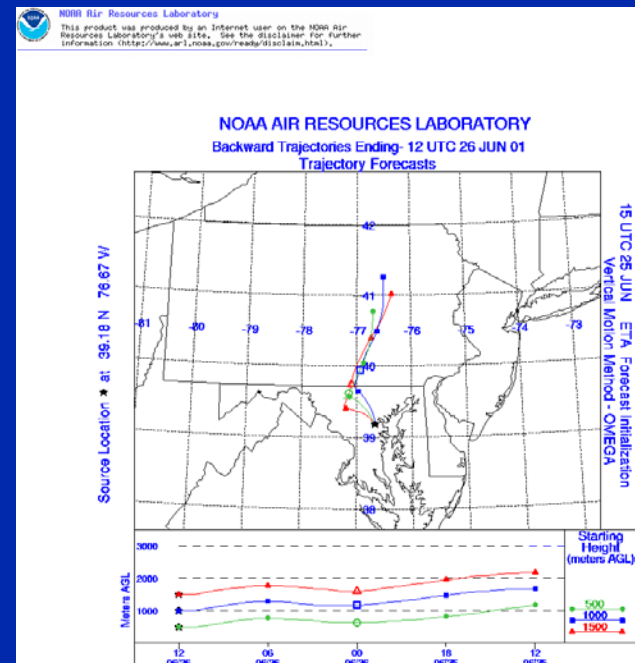 NOAA Air Resources Laboratory
This product was produced by an Internet user on the NOAA Air
Resources Laboratory's web site. See the disclaimer for further
information (http://www.arl.noaa.gov/ready/disclaim.html).
NOAA AIR RESOURCES LABORATORY
Backward Trajectories Ending- 12 UTC 26 JUN 01
Trajectory Forecasts
Source Location ★ at 39.18 N 76.67 W
15 UTC 25 JUN ETA Forecast Initialization
Vertical Motion Method - OMEGA
42
41
-81 -80 -79 -78 -77 -76 -75 -74 -73
40
39
38
Meters AGL
3000
2000
1000
Starting
Height
(meters AGL)
500
1000
1500
12 06 00 18 12